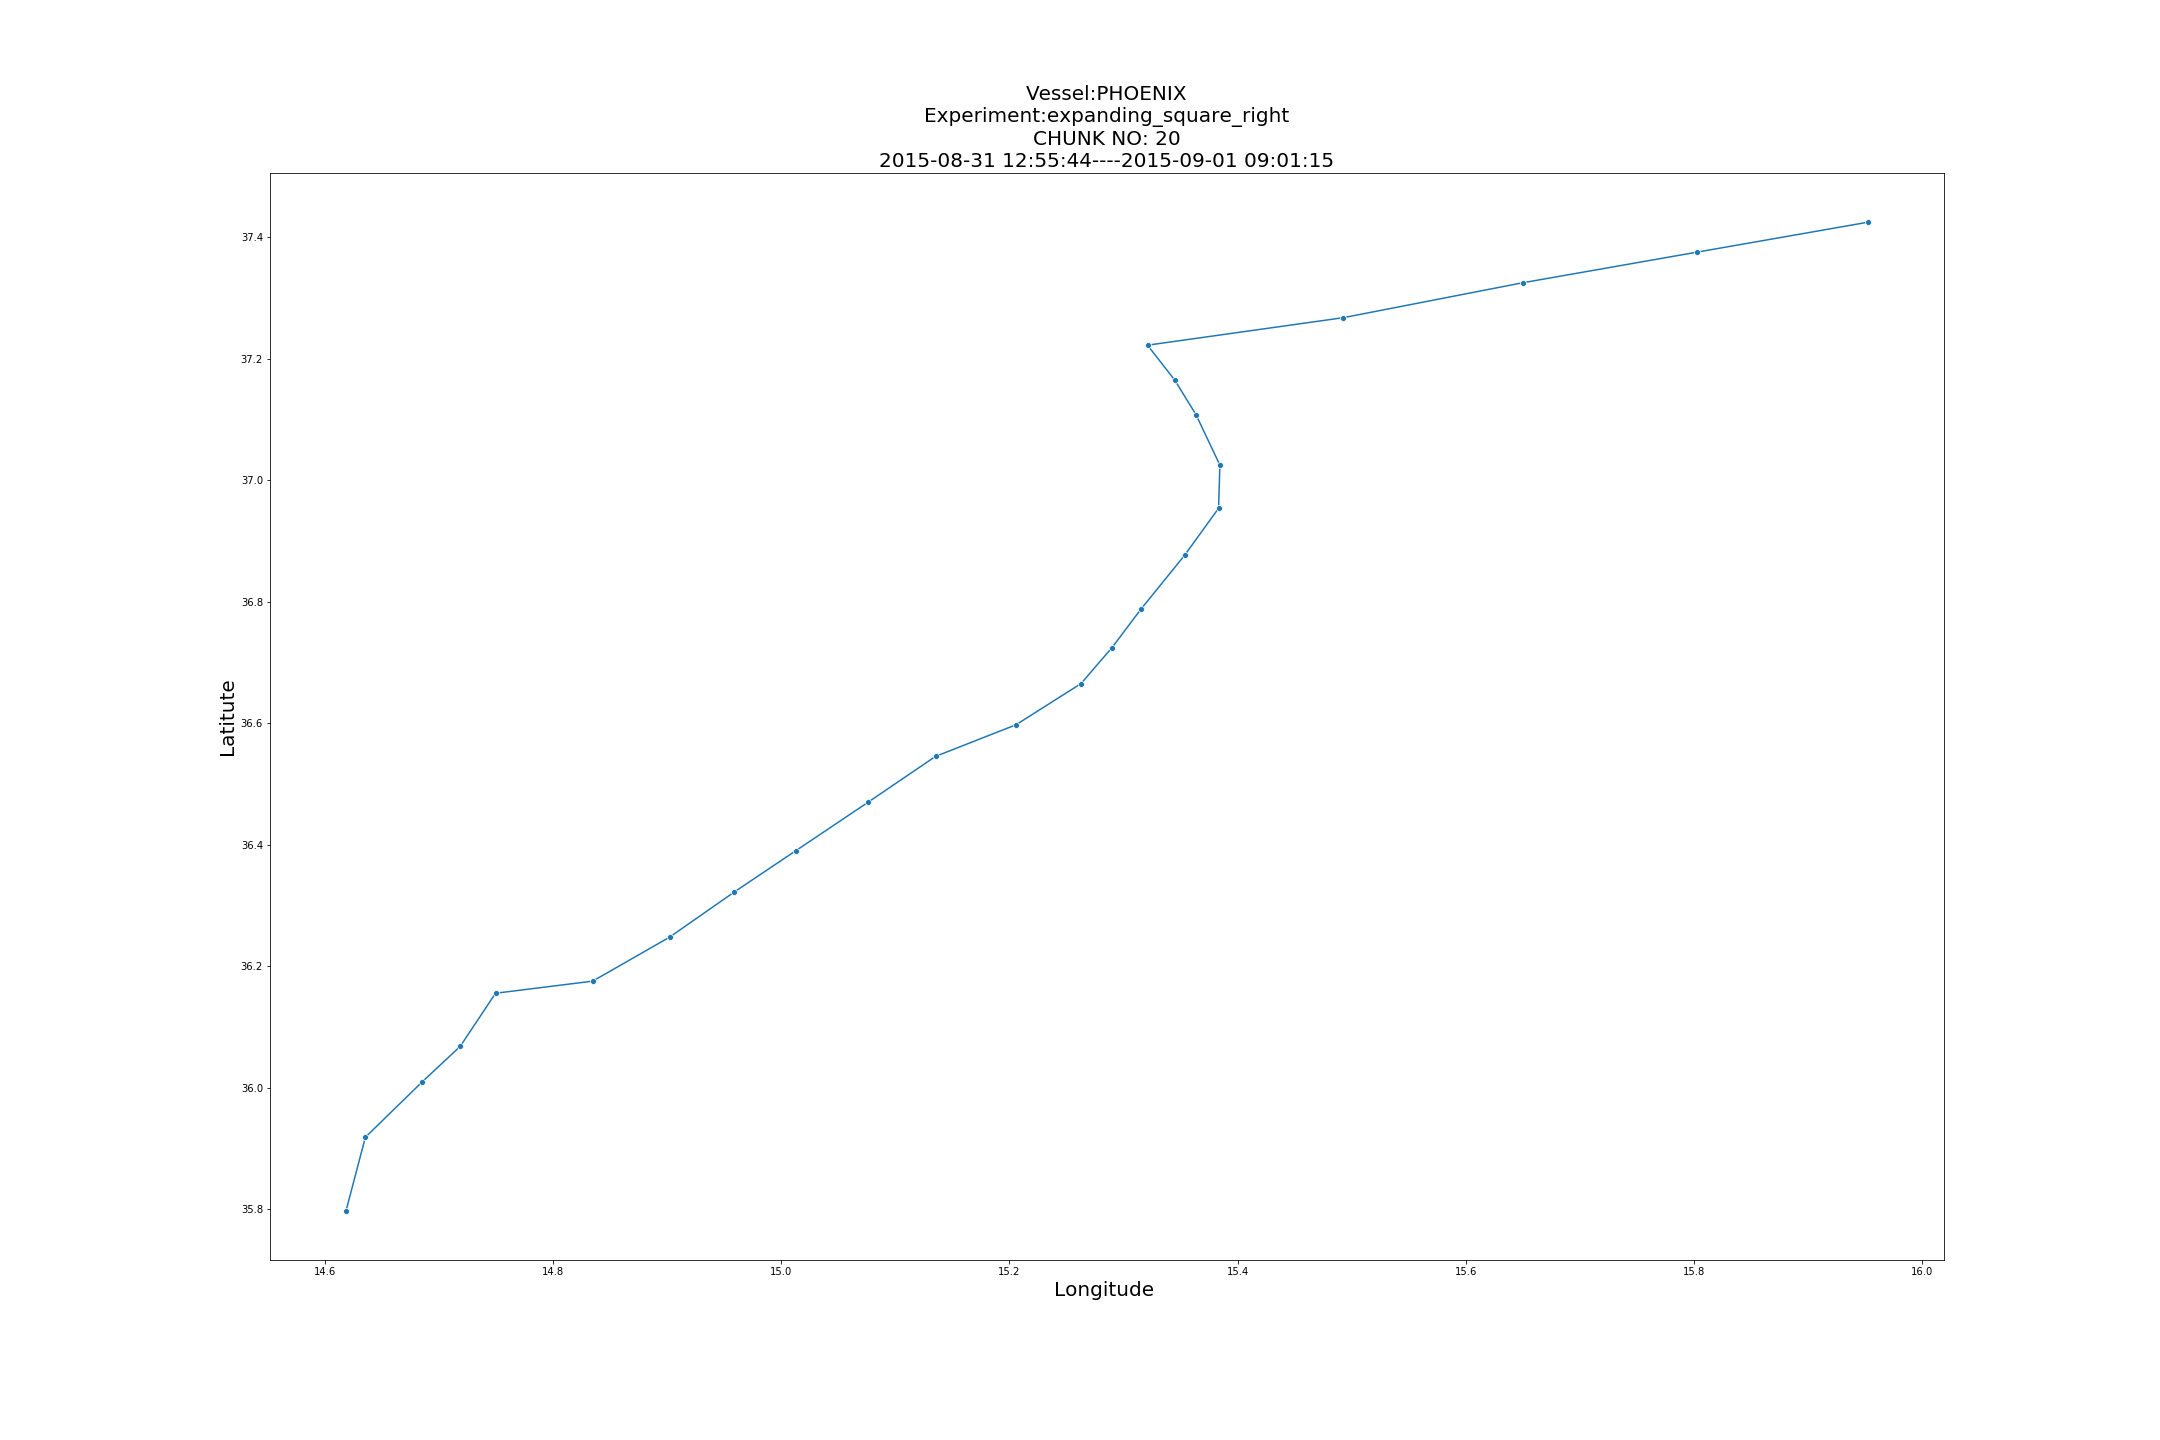 Vessel:PHOENIX
Experiment:expanding_square_right
CHUNK NO: 20
2015-08-31 12:55:44----2015-09-01 09:01:15
37.4
37.2
37.0
36.8
36.6
36.4
36.2
36.0
35.8
Latitute
14.6 14.8 15.0 15.2 15.4 15.6 15.8 16.0
Longitude